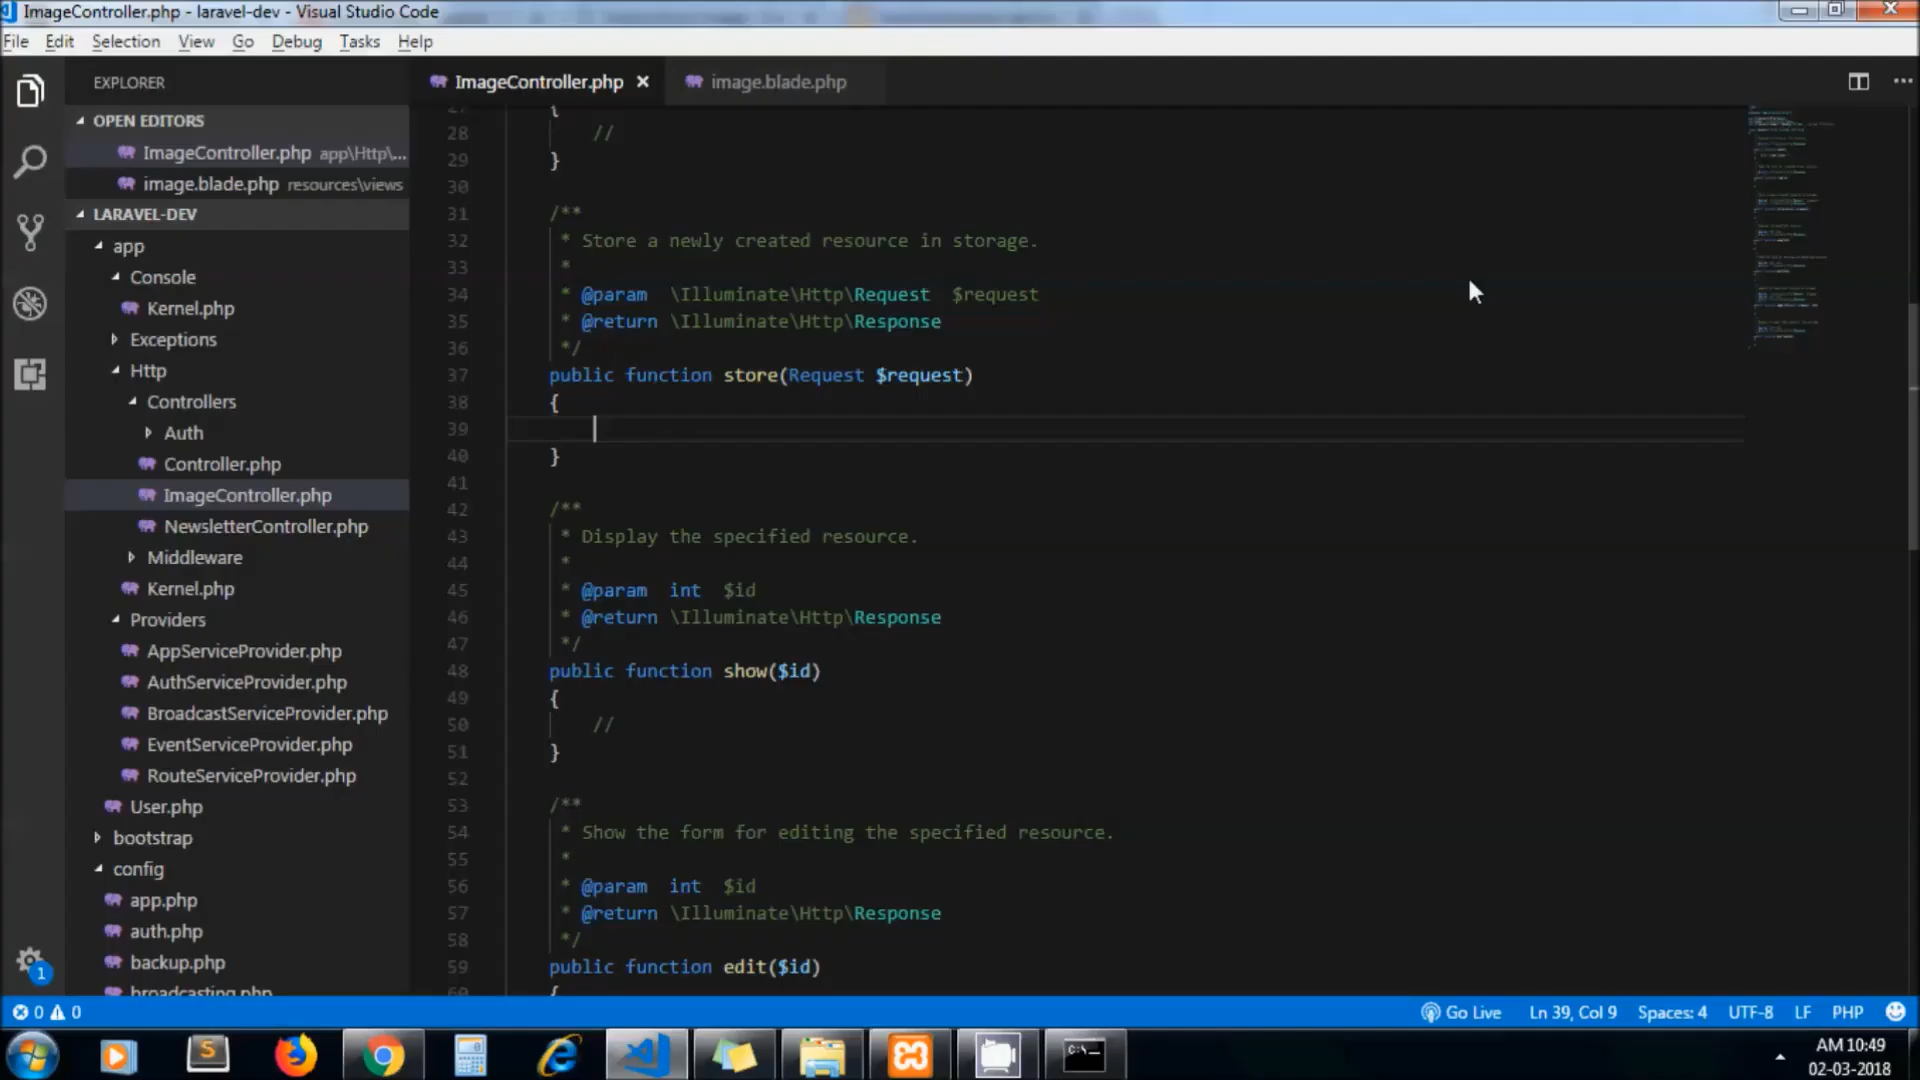 ImageController.php - laravel-dev - Visual Studio Code
File Edit Selection View Go Debug Tasks Help
EXPLORER
OPEN EDITORS
ImageController.php app\Http\...
image.blade.php resources\views
LARAVEL-DEV
app
Console
Kernel.php
Exceptions
Http
Controllers
Auth
Controller.php
ImageController.php
NewsletterController.php
Middleware
Kernel.php
Providers
AppServiceProvider.php
AuthServiceProvider.php
BroadcastServiceProvider.php
EventServiceProvider.php
RouteServiceProvider.php
User.php
bootstrap
config
app.php
auth.php
backup.php
broadcasting.php
1
ImageController.php image.blade.php
27 {
28 //
29 }
30
31 /**
32 * Store a newly created resource in storage.
33 *
34 * @param \Illuminate\Http\Request $request
35 * @return \Illuminate\Http\Response
36 */
37 public function store(Request $request)
38 {
39
40 }
41
42 /**
43 * Display the specified resource.
44 *
45 * @param int $id
46 * @return \Illuminate\Http\Response
47 */
48 public function show($id)
49 {
50 //
51 }
52
53 /**
54 * Show the form for editing the specified resource.
55 *
56 * @param int $id
57 * @return \Illuminate\Http\Response
58 */
59 public function edit($id)
60 {
0 0 Go Live Ln 39, Col 9 Spaces: 4 UTF-8 LF PHP
AM 10:49
02-03-2018